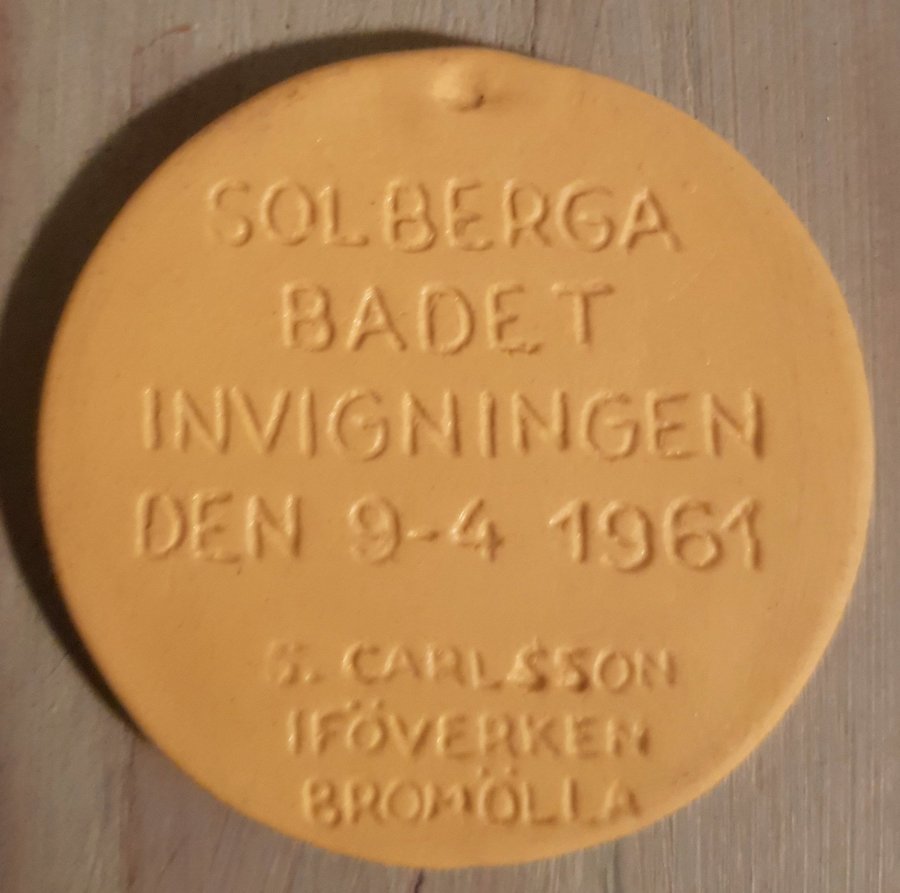 SOLBERGA
BADET
INVIGNINGEN
DEN 9-4 1961
S. CARLSSON
IFÖVERKEN
BROMÖLLA